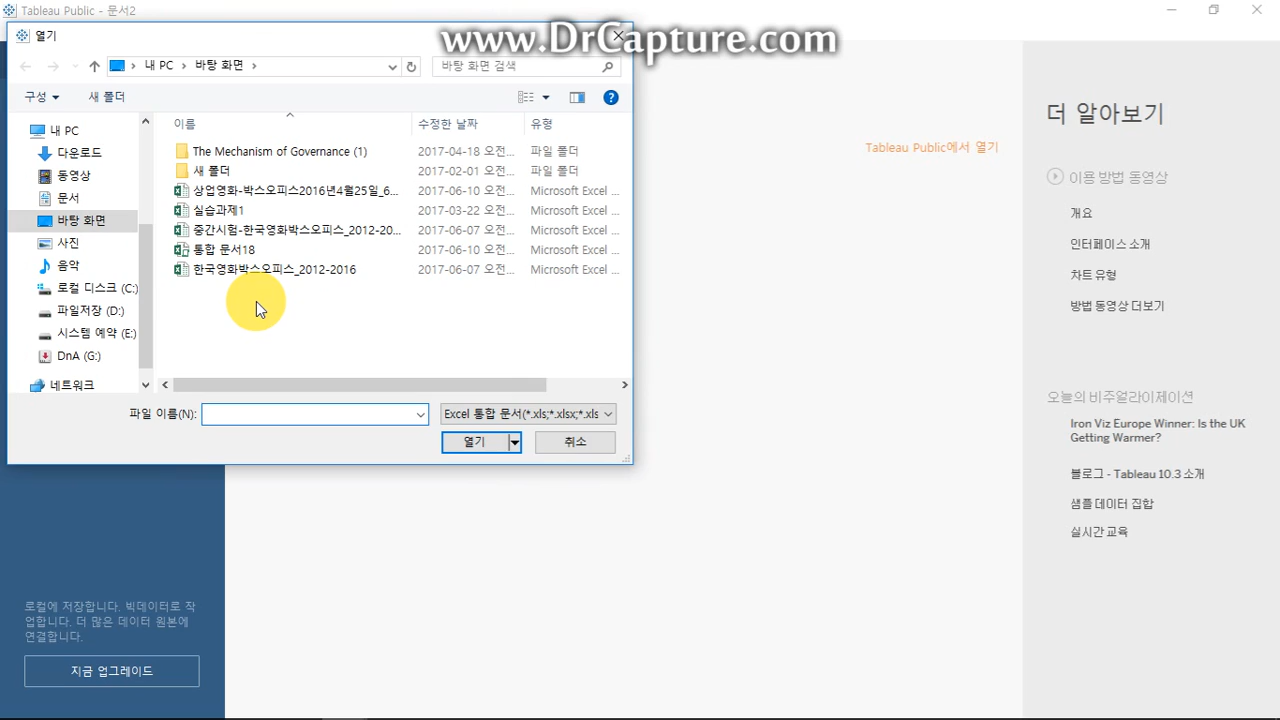 Tableau Public - 문서2
www.DrCapture.com
열기
내 PC > 바탕 화면 >
바탕 화면 검색
구성 새 폴더
이름 수정한 날짜 유형
내 PC
다운로드
동영상
문서
바탕 화면
사진
음악
로컬 디스크 (C:)
파일저장 (D:)
시스템 예약 (E:)
DnA (G:)
네트워크
The Mechanism of Governance (1) 2017-04-18 오전... 파일 폴더
새 폴더 2017-02-01 오전... 파일 폴더
상업영화-박스오피스2016년4월25일_6... 2017-06-10 오전... Microsoft Excel ...
실습과제1 2017-03-22 오전... Microsoft Excel ...
중간시험-한국영화박스오피스_2012-20... 2017-06-07 오전... Microsoft Excel ...
통합 문서18 2017-06-10 오전... Microsoft Excel ...
한국영화박스오피스_2012-2016 2017-06-07 오전... Microsoft Excel ...
파일 이름(N):
Excel 통합 문서(*.xls;*.xlsx;*.xls
열기 취소
Tableau Public에서 열기
더 알아보기
이용 방법 동영상
개요
인터페이스 소개
차트 유형
방법 동영상 더보기
오늘의 비주얼라이제이션
Iron Viz Europe Winner: Is the UK
Getting Warmer?
블로그 - Tableau 10.3 소개
샘플 데이터 집합
실시간 교육
로컬에 저장합니다. 빅데이터로 작
업합니다. 더 많은 데이터 원본에
연결합니다.
지금 업그레이드